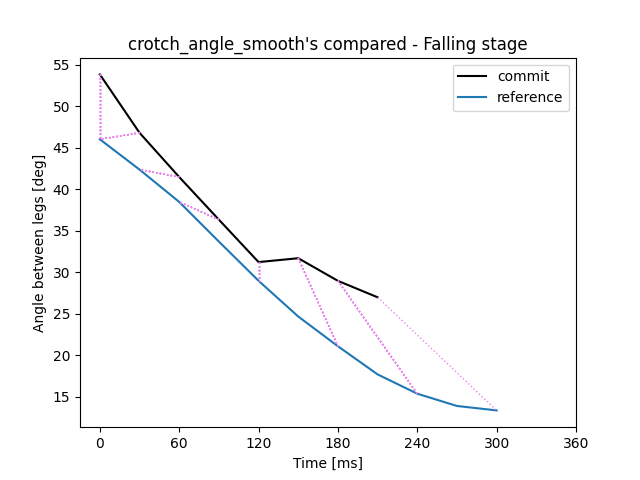 crotch_angle_smooth's compared - Falling stage
commit
reference
Angle between legs [deg]
55
50
45
40
35
30
25
20
15
0 60 120 180 240 300 360
Time [ms]